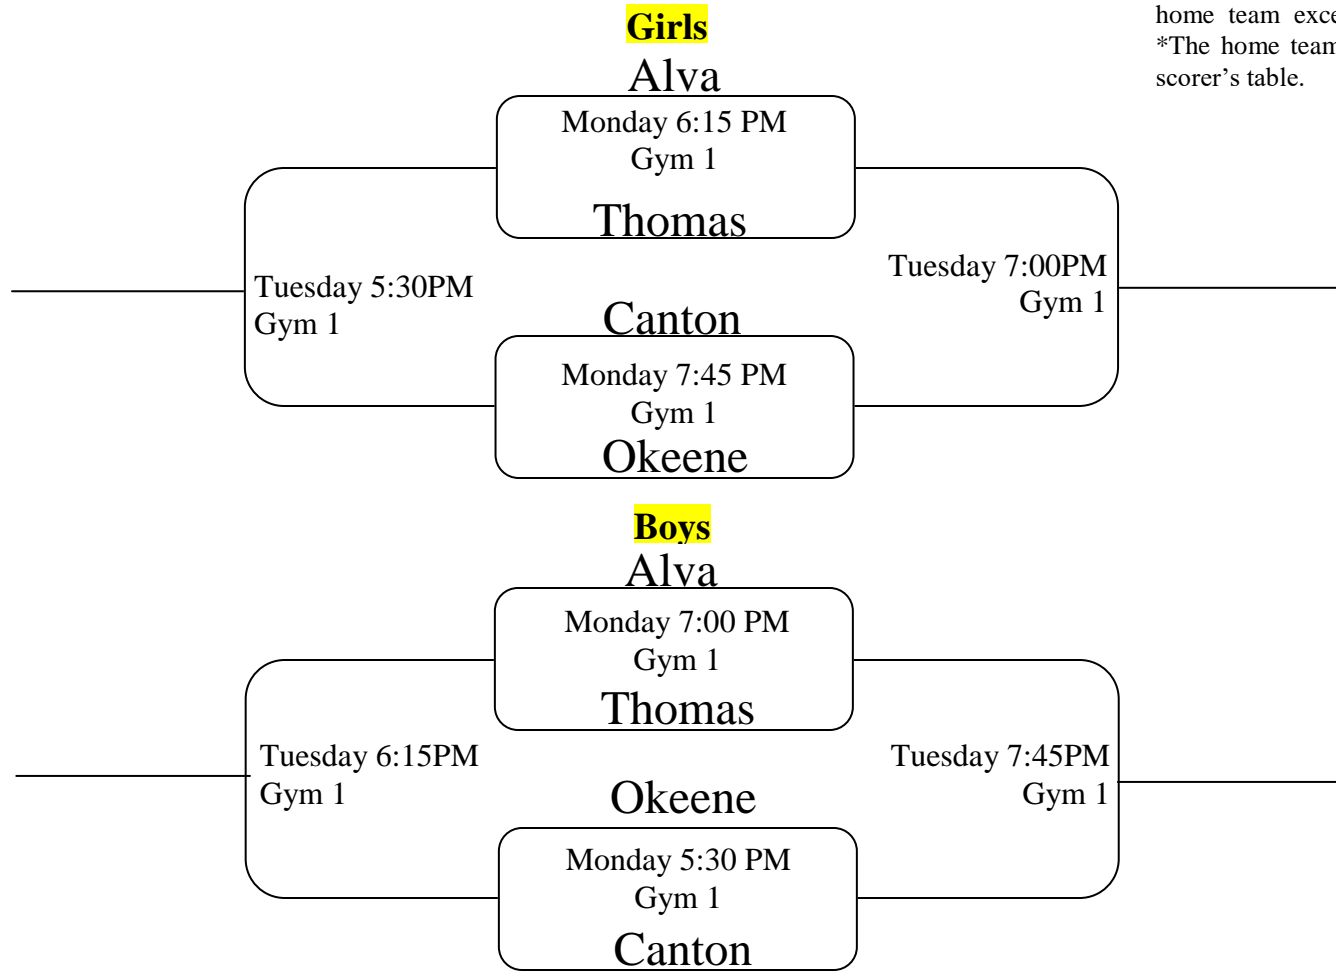 Girls
home team
*The home team
scorer's table.
Alva
Monday 6:15 PM
Gym 1
Thomas
Tuesday 5:30PM
Gym 1
Tuesday 7:00PM
Gym 1
Canton
Monday 7:45 PM
Gym 1
Okeene
Boys
Alva
Monday 7:00 PM
Gym 1
Thomas
Tuesday 6:15PM
Gym 1
Tuesday 7:45PM
Gym 1
Okeene
Monday 5:30 PM
Gym 1
Canton